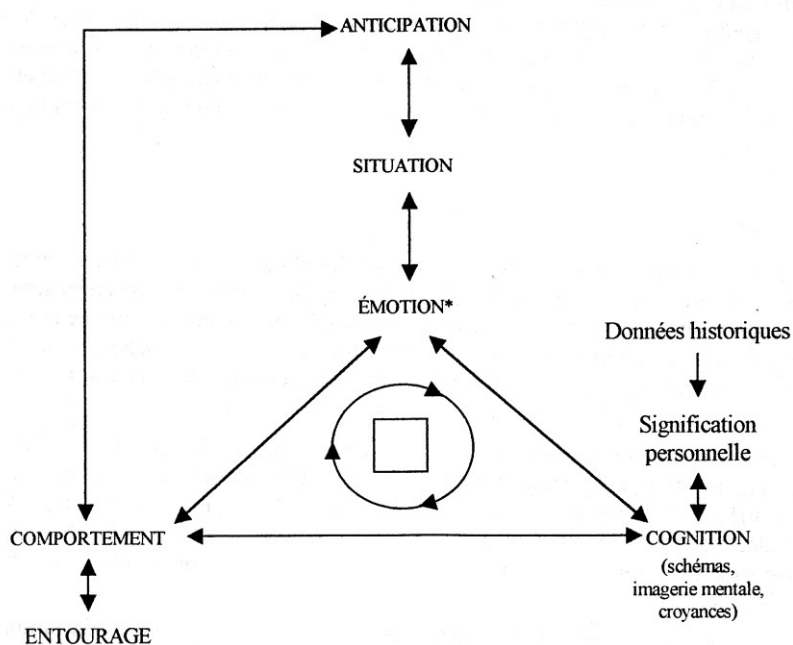 ANTICIPATION
SITUATION
ÉMOTION*
Données historiques
Signification
personnelle
COMPORTEMENT
COGNITION
(schémas,
imagerie mentale,
croyances)
ENTOURAGE